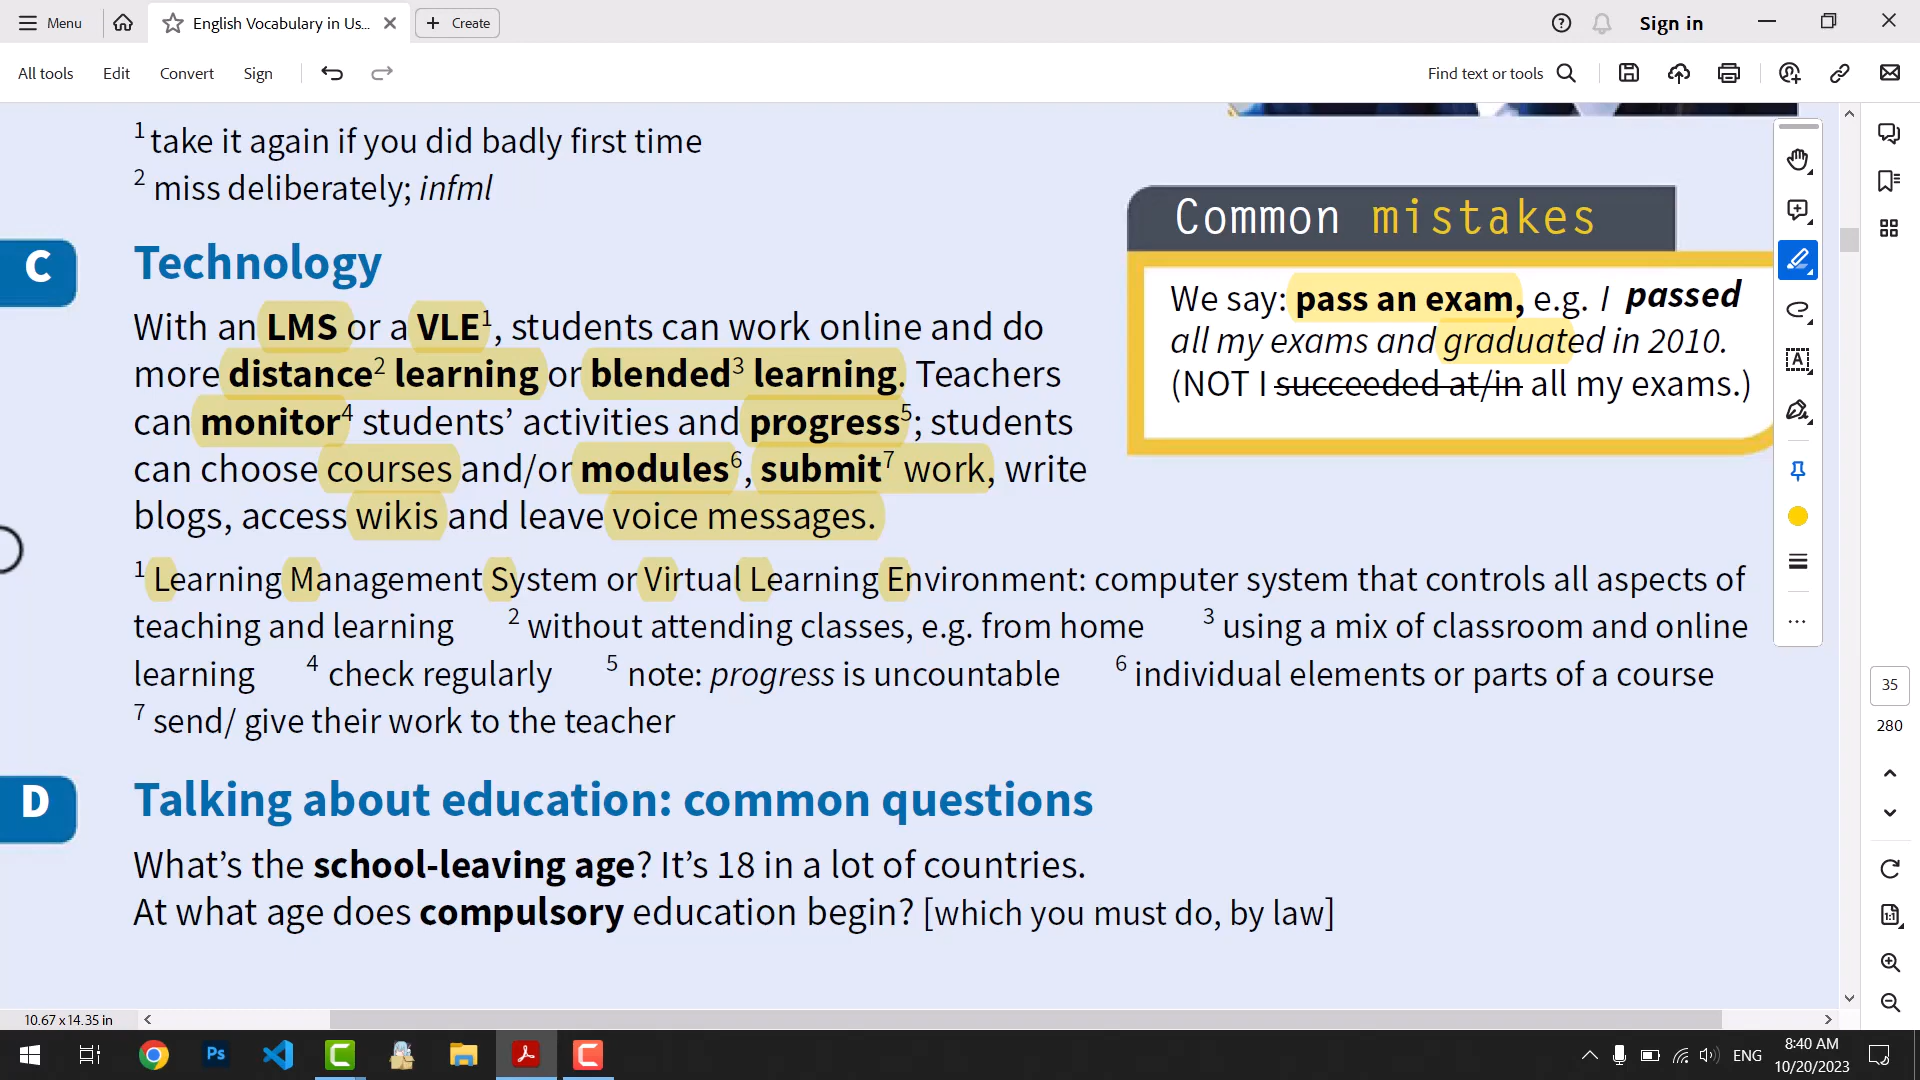 Menu
English Vocabulary in Us...
Create
Sign in
All tools
Edit
Convert
Sign
Find text or tools
1 take it again if you did badly first time
2 miss deliberately; infml
C
Technology
With an LMS or a VLE1, students can work online and do
more distance2 learning or blended3 learning. Teachers
can monitor4 students' activities and progress5; students
can choose courses and/or modules6, submit7 work, write
blogs, access wikis and leave voice messages.
Common mistakes
We say: pass an exam, e.g. I passed
all my exams and graduated in 2010.
(NOT I succeeded at/in all my exams.)
1 Learning Management System or Virtual Learning Environment: computer system that controls all aspects of
teaching and learning 2 without attending classes, e.g. from home 3 using a mix of classroom and online
learning 4 check regularly 5 note: progress is uncountable 6 individual elements or parts of a course
7 send/ give their work to the teacher
D
Talking about education: common questions
What's the school-leaving age? It's 18 in a lot of countries.
At what age does compulsory education begin? [which you must do, by law]
35
280
10.67 x 14.35 in
Ps
ENG
8:40 AM
10/20/2023